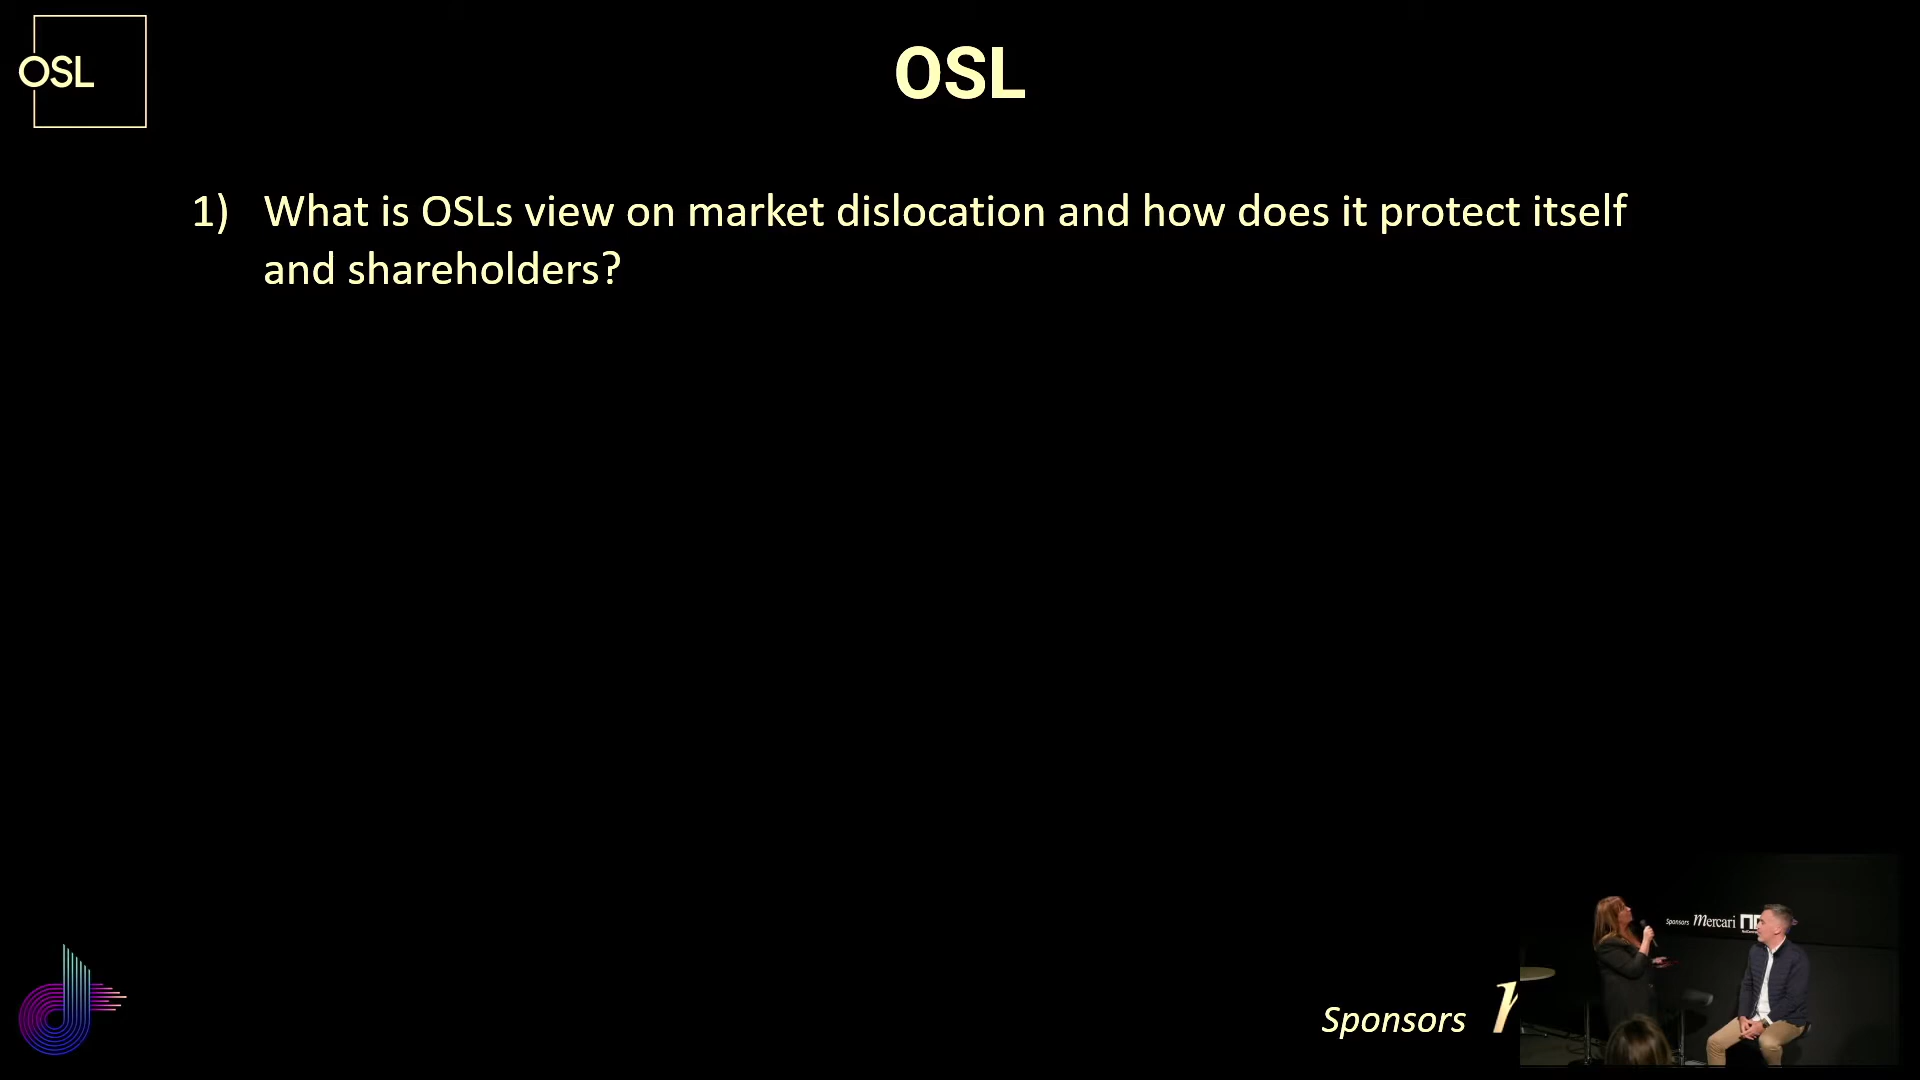 OSL
OSL
1) What is OSLs view on market dislocation and how does it protect itself
and shareholders?
Sponsors Mercari
Sponsors